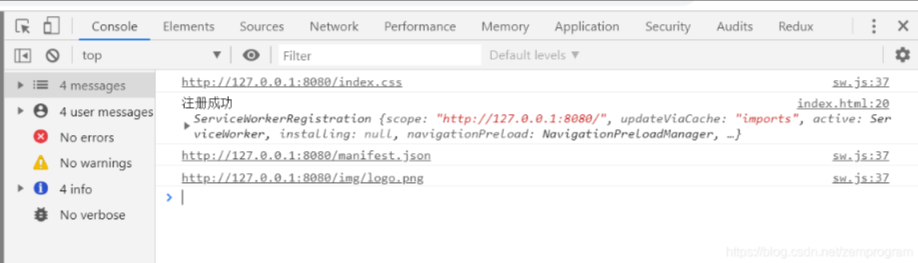 Console Elements Sources Network Performance Memory Application Security Audits Redux
top Filter Default levels
4 messages
4 user messages
No errors
No warnings
4 info
No verbose
http://127.0.0.1:8080/index.css sw.js:37
注册成功 index.html:20
ServiceWorkerRegistration {scope: "http://127.0.0.1:8080/", updateViaCache: "imports", active: Ser
viceWorker, installing: null, navigationPreload: NavigationPreloadManager, …}
http://127.0.0.1:8080/manifest.json sw.js:37
http://127.0.0.1:8080/img/logo.png sw.js:37
https://blog.csdn.net/zemprogram